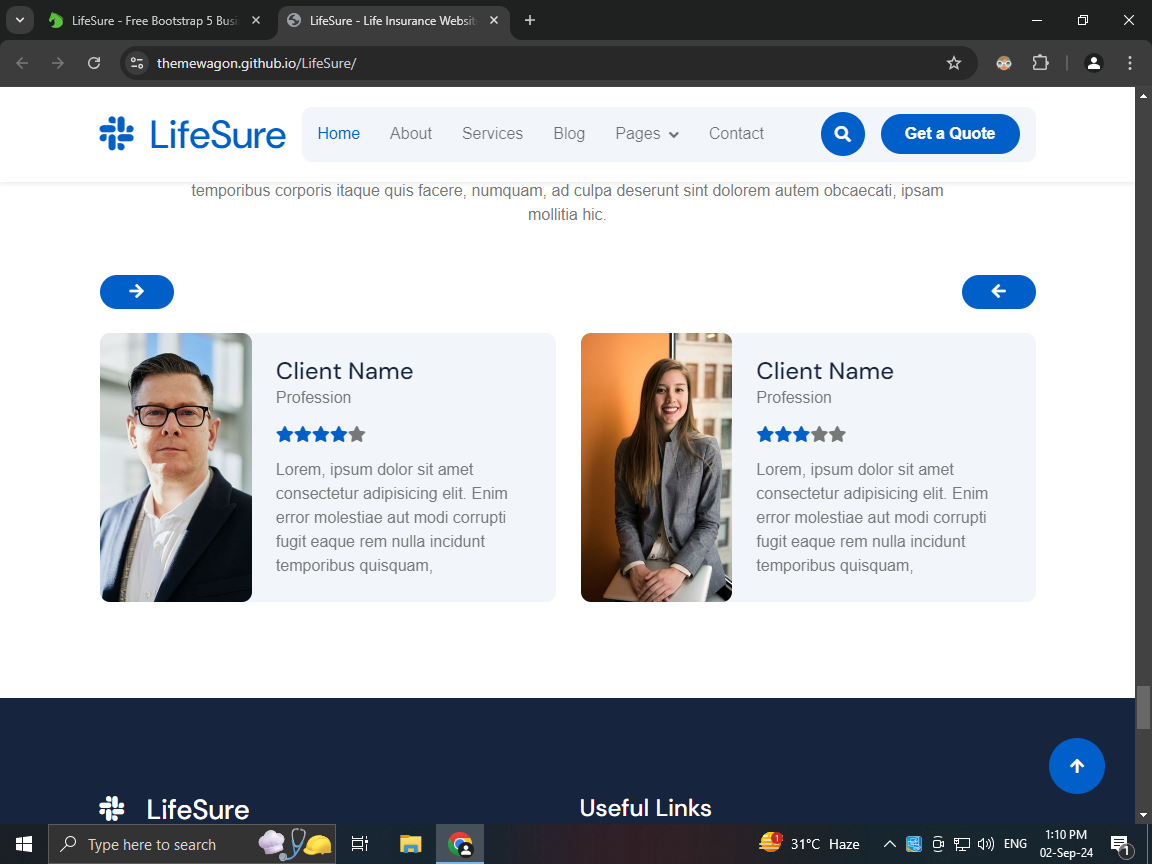 LifeSure - Free Bootstrap 5 Busi
LifeSure - Life Insurance Websit
themewagon.github.io/LifeSure/
LifeSure
Home
About
Services
Blog
Pages
Contact
Get a Quote
temporibus corporis itaque quis facere, numquam, ad culpa deserunt sint dolorem autem obcaecati, ipsam
mollitia hic.
Client Name
Profession
Lorem, ipsum dolor sit amet
consectetur adipisicing elit. Enim
error molestiae aut modi corrupti
fugit eaque rem nulla incidunt
temporibus quisquam,
Client Name
Profession
Lorem, ipsum dolor sit amet
consectetur adipisicing elit. Enim
error molestiae aut modi corrupti
fugit eaque rem nulla incidunt
temporibus quisquam,
LifeSure
Useful Links
Type here to search
1
31°C Haze
ENG
1:10 PM
02-Sep-24
1